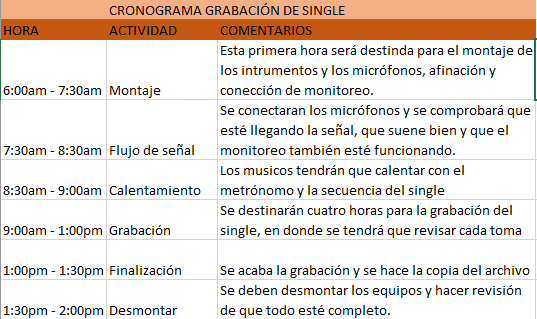 CRONOGRAMA GRABACIÓN DE SINGLE
HORA ACTIVIDAD COMENTARIOS
Esta primera hora será destinda para el montaje de
los intrumentos y los micrófonos, afinación y
6:00am - 7:30am Montaje conección de monitoreo.
Se conectaran los micrófonos y se comprobará que
esté llegando la señal, que suene bien y que el
7:30am - 8:30am Flujo de señal monitoreo también esté funcionando.
Los musicos tendrán que calentar con el
8:30am - 9:00am Calentamiento metrónomo y la secuencia del single
Se destinarán cuatro horas para la grabación del
9:00am - 1:00pm Grabación single, en donde se tendrá que revisar cada toma
1:00pm - 1:30pm Finalización Se acaba la grabación y se hace la copia del archivo
Se deben desmontar los equipos y hacer revisión
1:30pm - 2:00pm Desmontar de que todo esté completo.